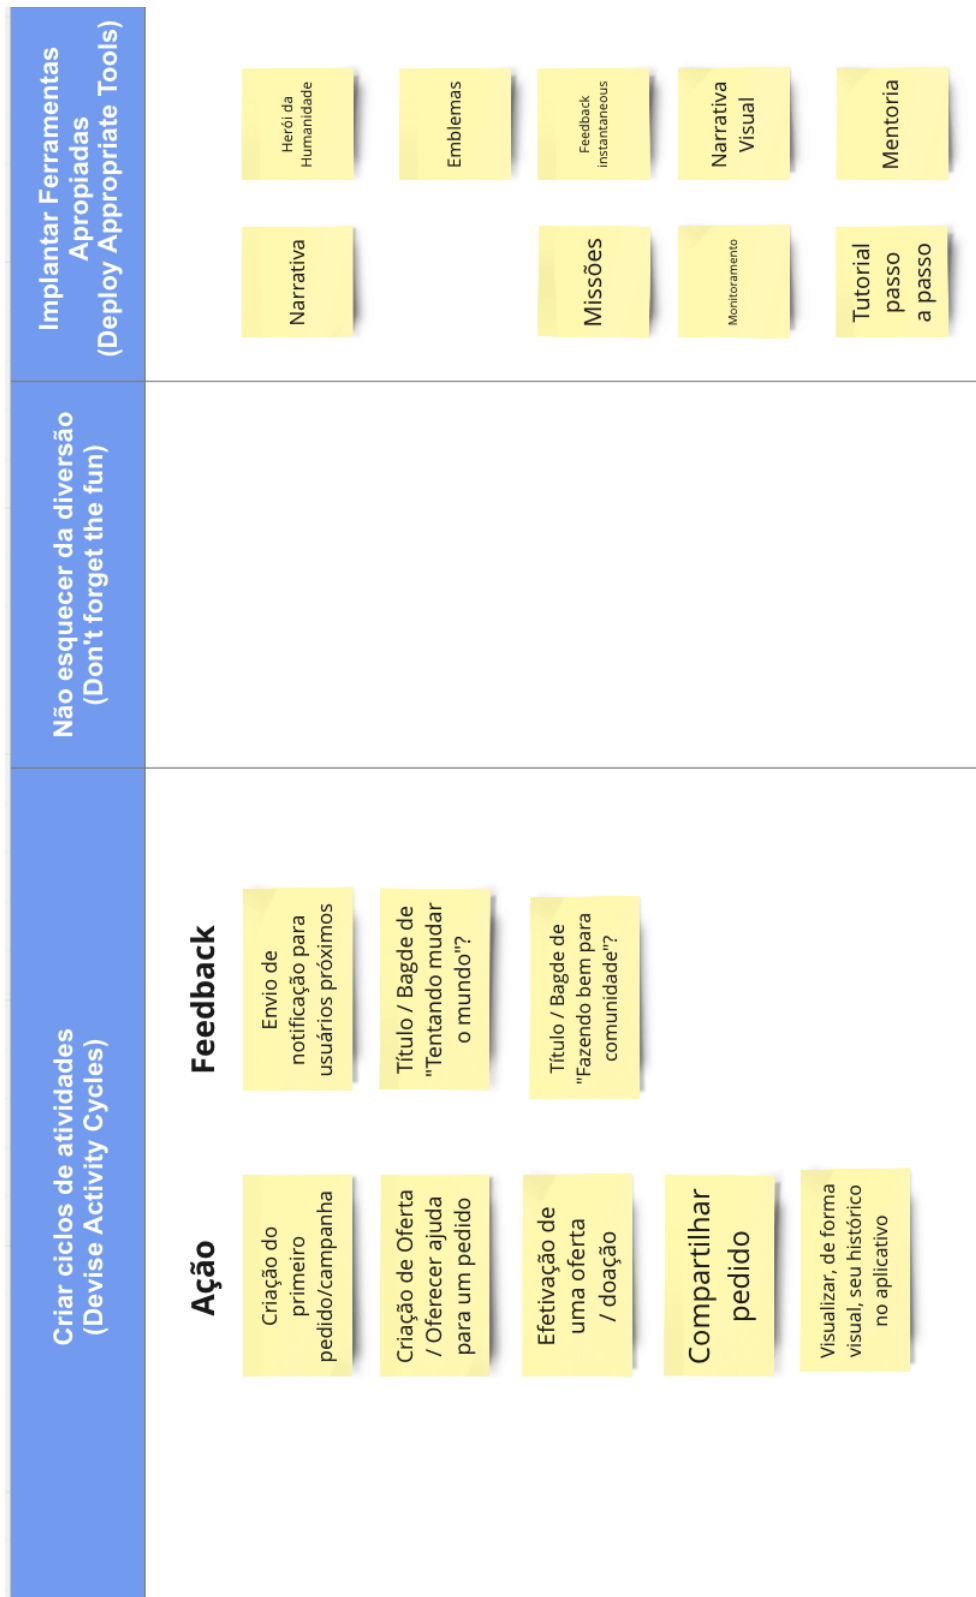 Criar ciclos de atividades
(Devise Activity Cycles)
Não esquecer da diversão
(Don't forget the fun)
Implantar Ferramentas
Apropiadas
(Deploy Appropriate Tools)
Ação
Feedback
Criação do
primeiro
pedido/campanha
Envio de
notificação para
usuários próximos
Narrativa
Herói da
Humanidade
Criação de Oferta
/ Oferecer ajuda
para um pedido
Título / Bagde de
"Tentando mudar
o mundo"?
Emblemas
Efetivação de
uma oferta
/ doação
Título / Bagde de
"Fazendo bem para
comunidade"?
Missões
Feedback
instantaneous
Compartilhar
pedido
Monitoramento
Narrativa
Visual
Visualizar, de forma
visual, seu histórico
no aplicativo
Tutorial
passo
a passo
Mentoria